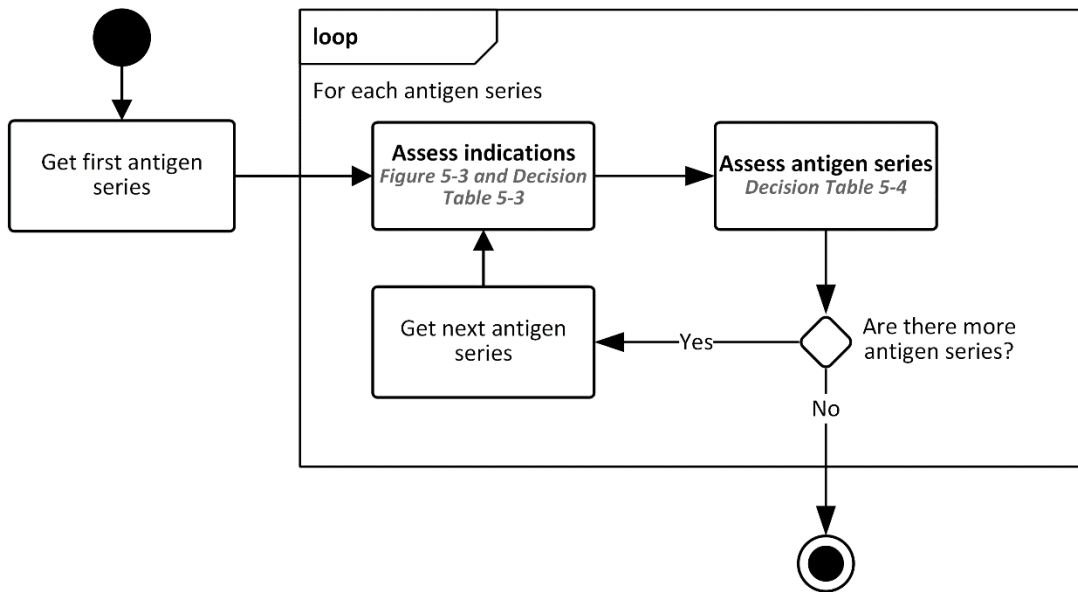 loop
For each antigen series
Get first antigen
series
Assess indications
Figure 5-3 and Decision
Table 5-3
Assess antigen series
Decision Table 5-4
Get next antigen
series
Yes
Are there more
antigen series?
No